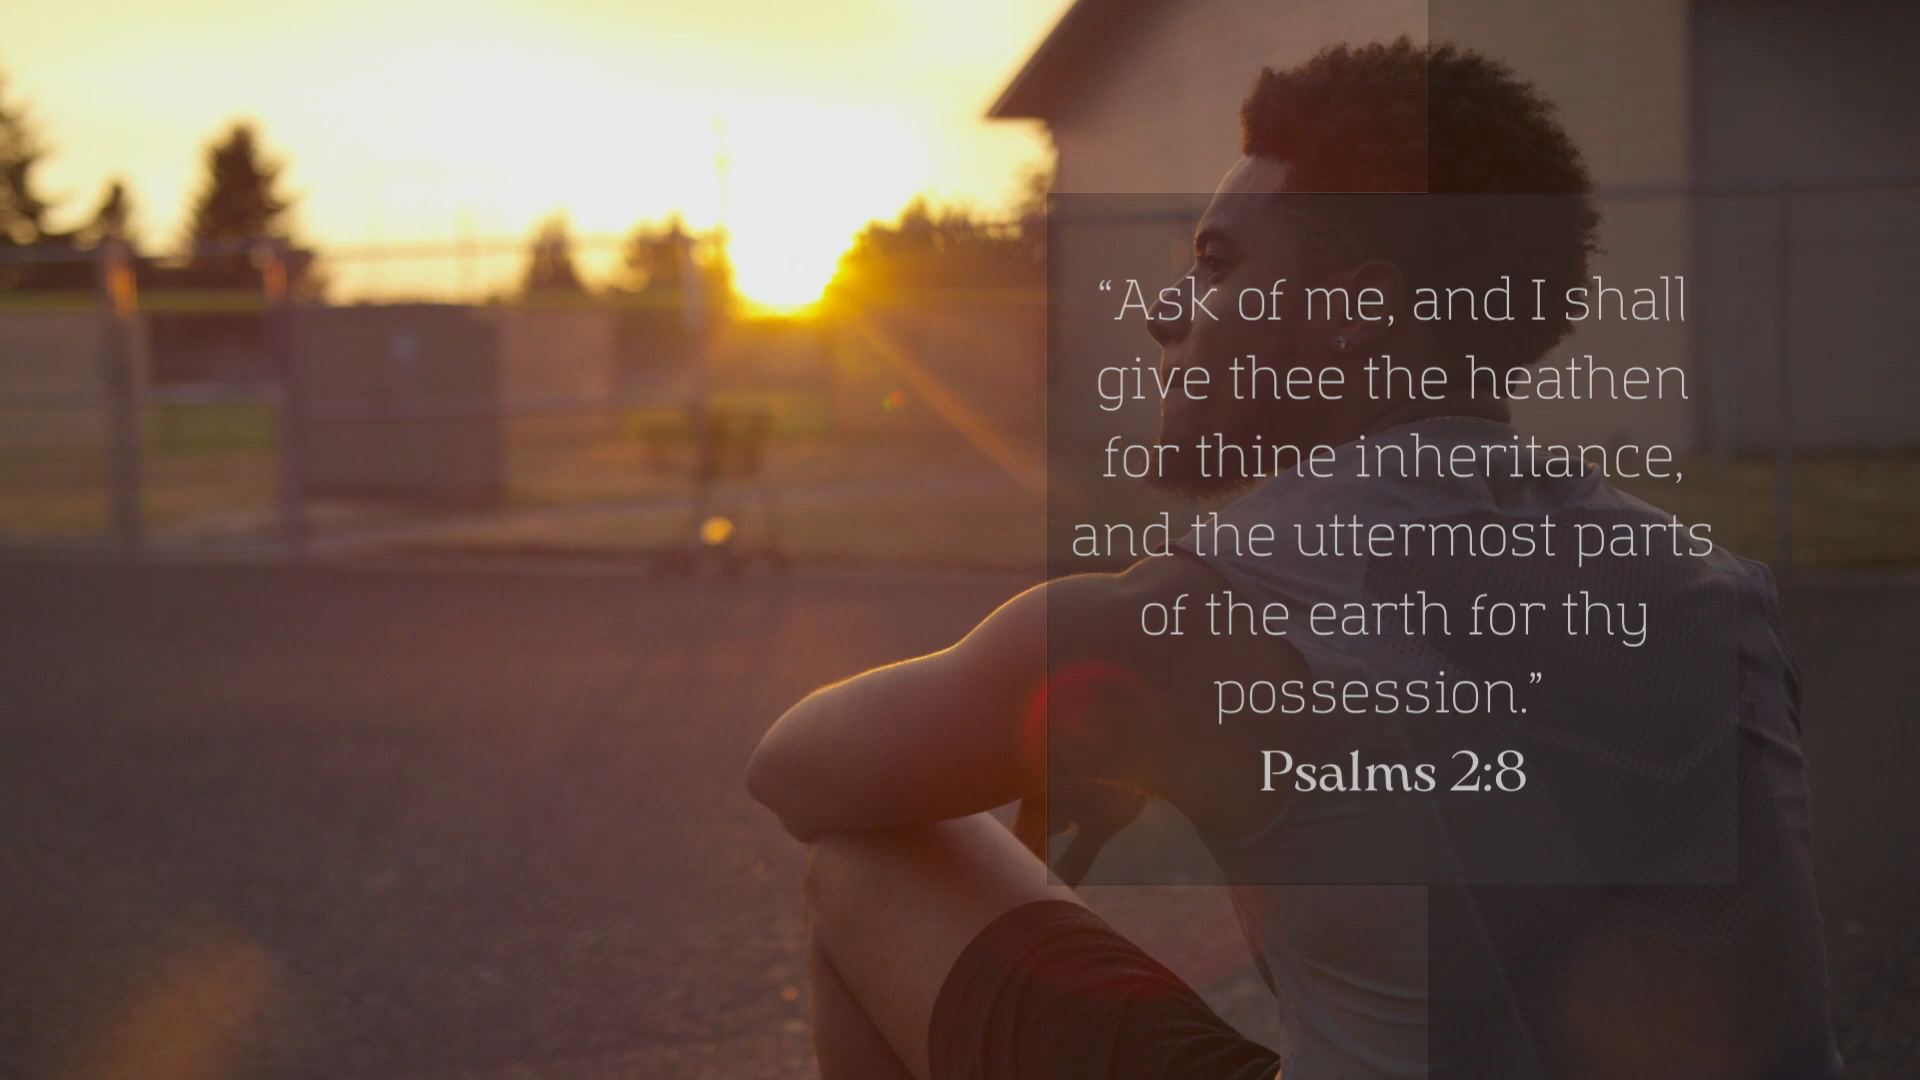 “Ask of me, and I shall
give thee the heathen
for thine inheritance,
and the uttermost parts
of the earth for thy
possession.”
Psalms 2:8